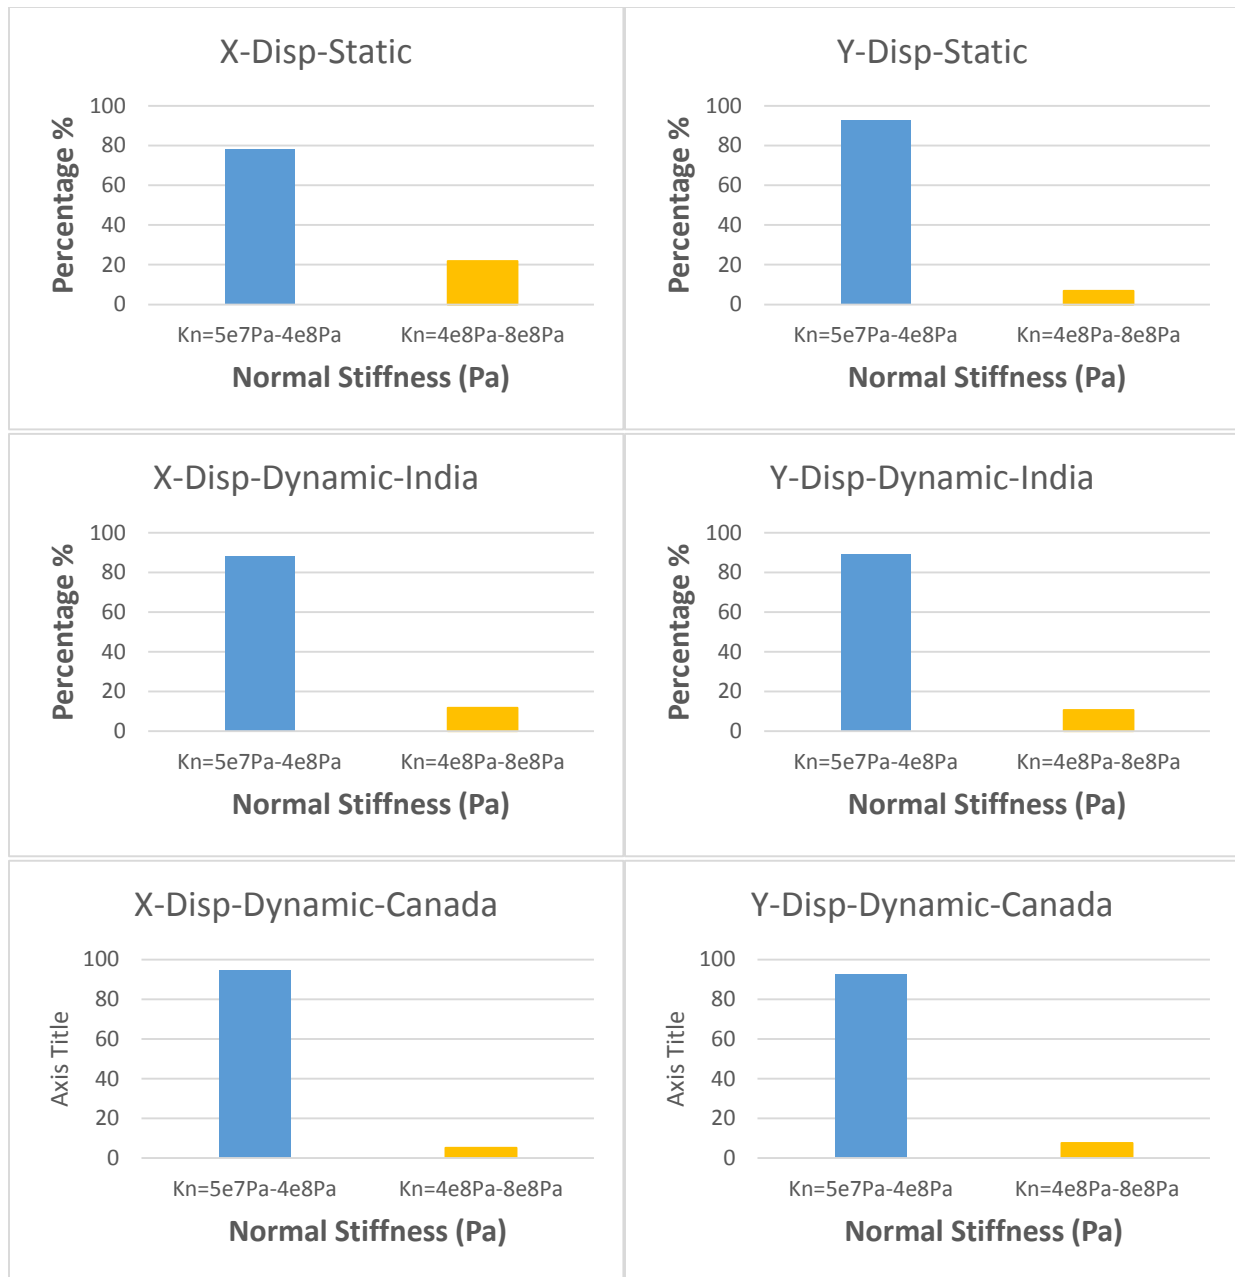 X-Disp-Static
Percentage %
100
80
60
40
20
0
Kn=5e7Pa-4e8Pa
Kn=4e8Pa-8e8Pa
Normal Stiffness (Pa)
Y-Disp-Static
Percentage %
100
80
60
40
20
0
Kn=5e7Pa-4e8Pa
Kn=4e8Pa-8e8Pa
Normal Stiffness (Pa)
X-Disp-Dynamic-India
Percentage %
100
80
60
40
20
0
Kn=5e7Pa-4e8Pa
Kn=4e8Pa-8e8Pa
Normal Stiffness (Pa)
Y-Disp-Dynamic-India
Percentage %
100
80
60
40
20
0
Kn=5e7Pa-4e8Pa
Kn=4e8Pa-8e8Pa
Normal Stiffness (Pa)
X-Disp-Dynamic-Canada
Axis Title
100
80
60
40
20
0
Kn=5e7Pa-4e8Pa
Kn=4e8Pa-8e8Pa
Normal Stiffness (Pa)
Y-Disp-Dynamic-Canada
Axis Title
100
80
60
40
20
0
Kn=5e7Pa-4e8Pa
Kn=4e8Pa-8e8Pa
Normal Stiffness (Pa)